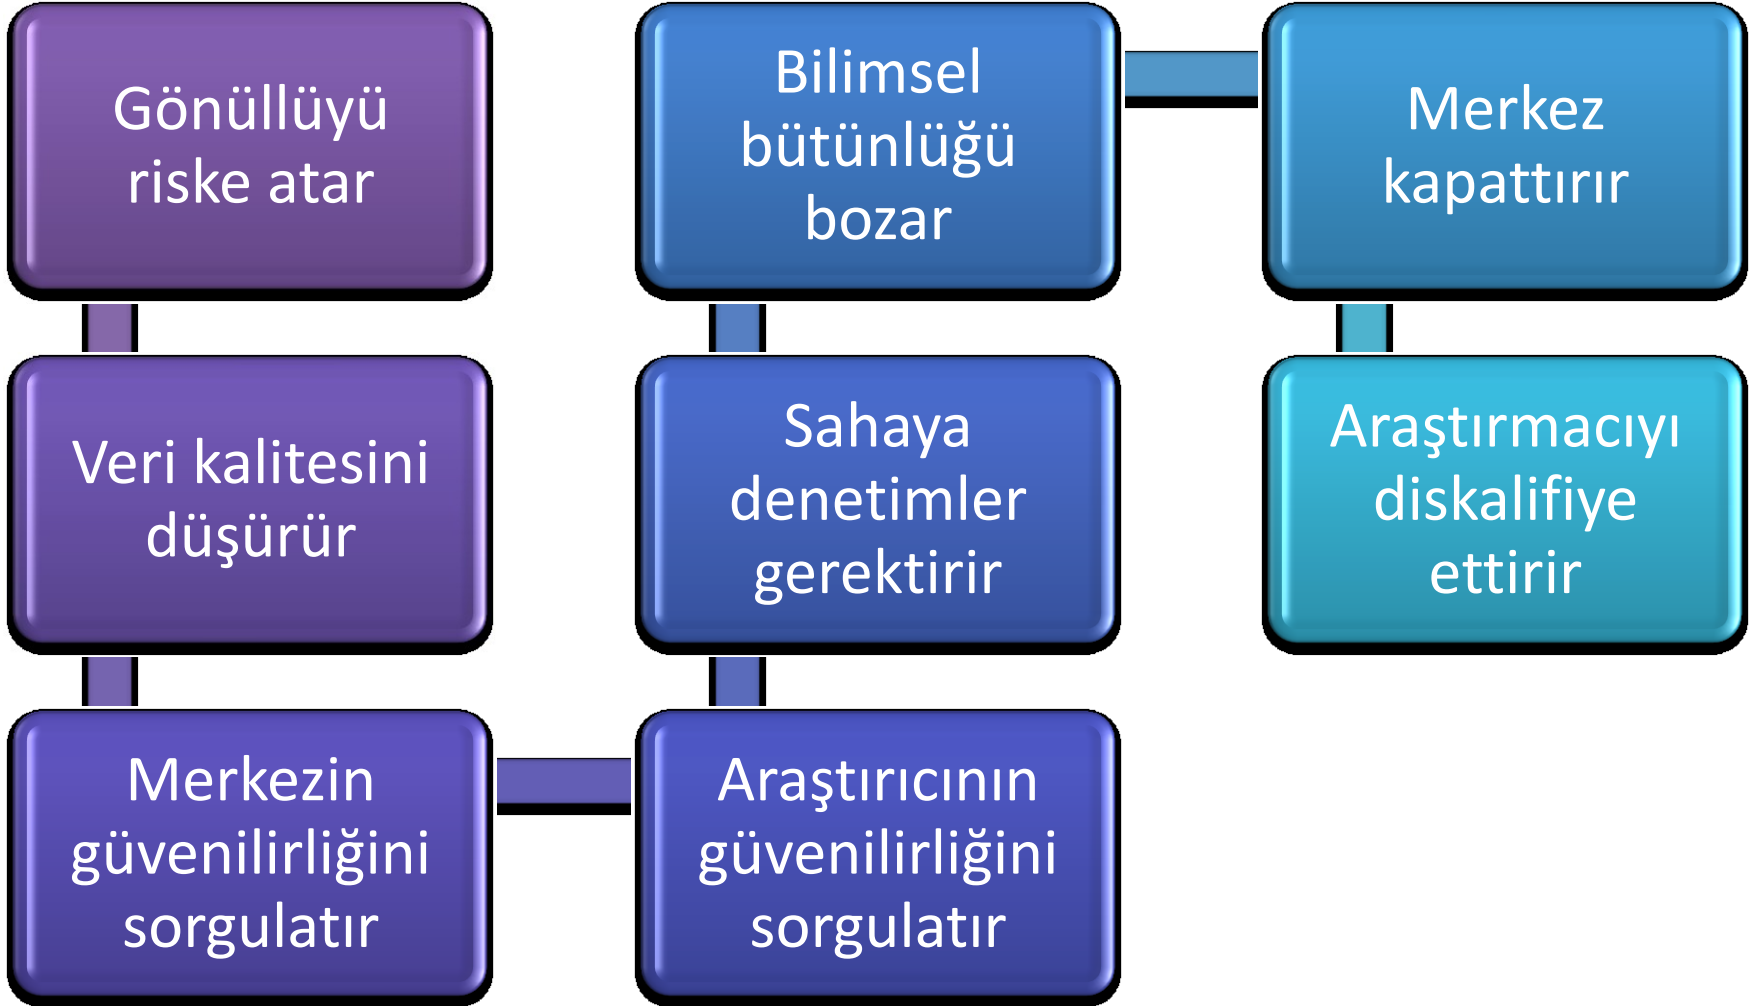 Gönüllüyü
riske atar
Veri kalitesini
düşürür
Merkezin
güvenilirliğini
sorgulatır
Araştırıcının
güvenilirliğini
sorgulatır
Sahaya
denetimler
gerektirir
Bilimsel
bütünlüğü
bozar
Merkez
kapattırır
Araştırmacıyı
diskalifiye
ettirir